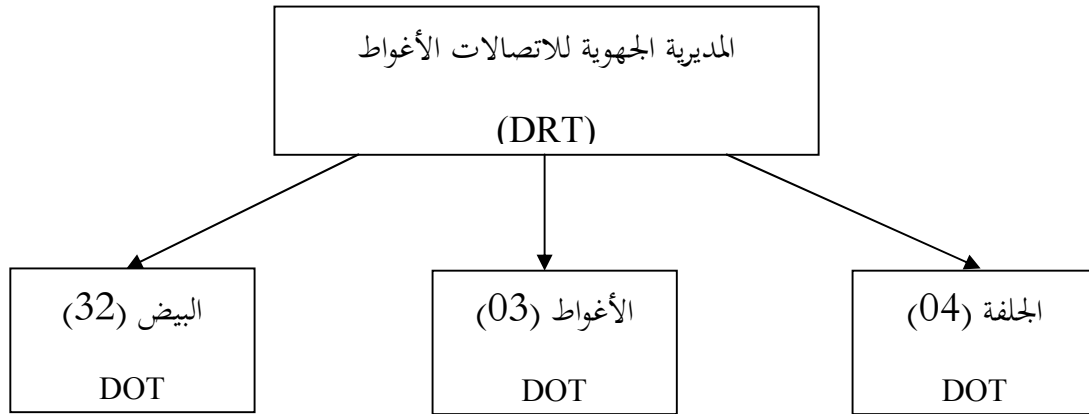 المديرية الجهوية للاتصالات الأغواط
(DRT)
الجلفة (04)
DOT
الأغواط (03)
DOT
البيض (32)
DOT